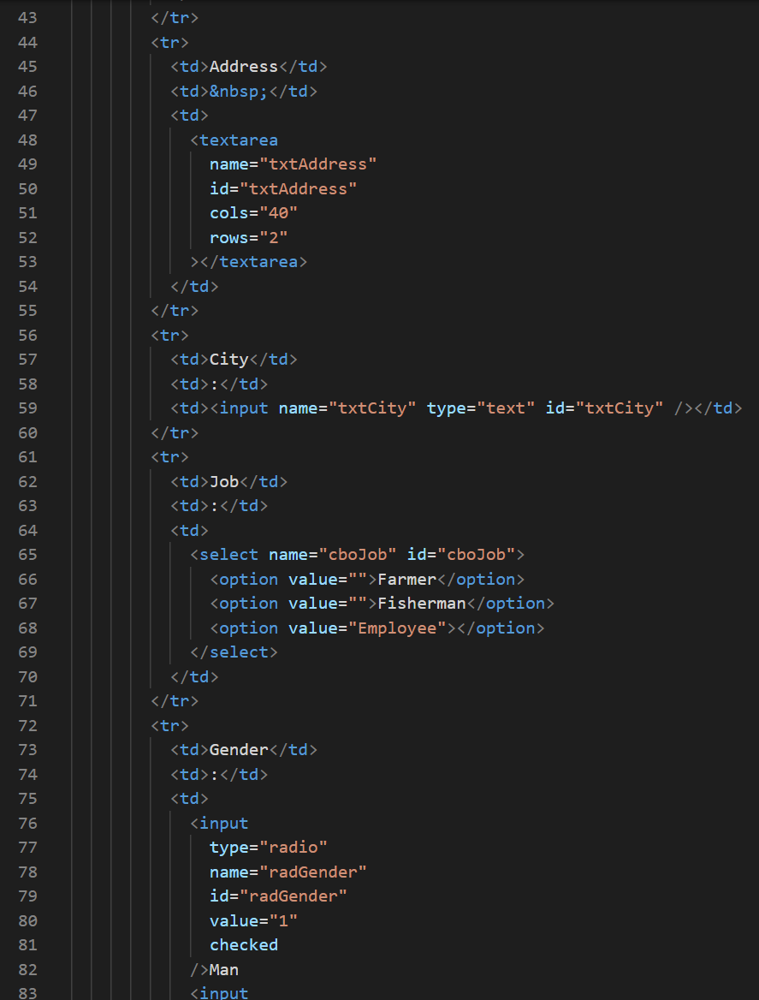 43 </tr>
44 <tr>
45 <td>Address</td>
46 <td>&nbsp;</td>
47 <td>
48 <textarea
49 name="txtAddress"
50 id="txtAddress"
51 cols="40"
52 rows="2"
53 ></textarea>
54 </td>
55 </tr>
56 <tr>
57 <td>City</td>
58 <td>:</td>
59 <td><input name="txtCity" type="text" id="txtCity" /></td>
60 </tr>
61 <tr>
62 <td>Job</td>
63 <td>:</td>
64 <td>
65 <select name="cboJob" id="cboJob">
66 <option value="">Farmer</option>
67 <option value="">Fisherman</option>
68 <option value="Employee"></option>
69 </select>
70 </td>
71 </tr>
72 <tr>
73 <td>Gender</td>
74 <td>:</td>
75 <td>
76 <input
77 type="radio"
78 name="radGender"
79 id="radGender"
80 value="1"
81 checked
82 />Man
83 <input